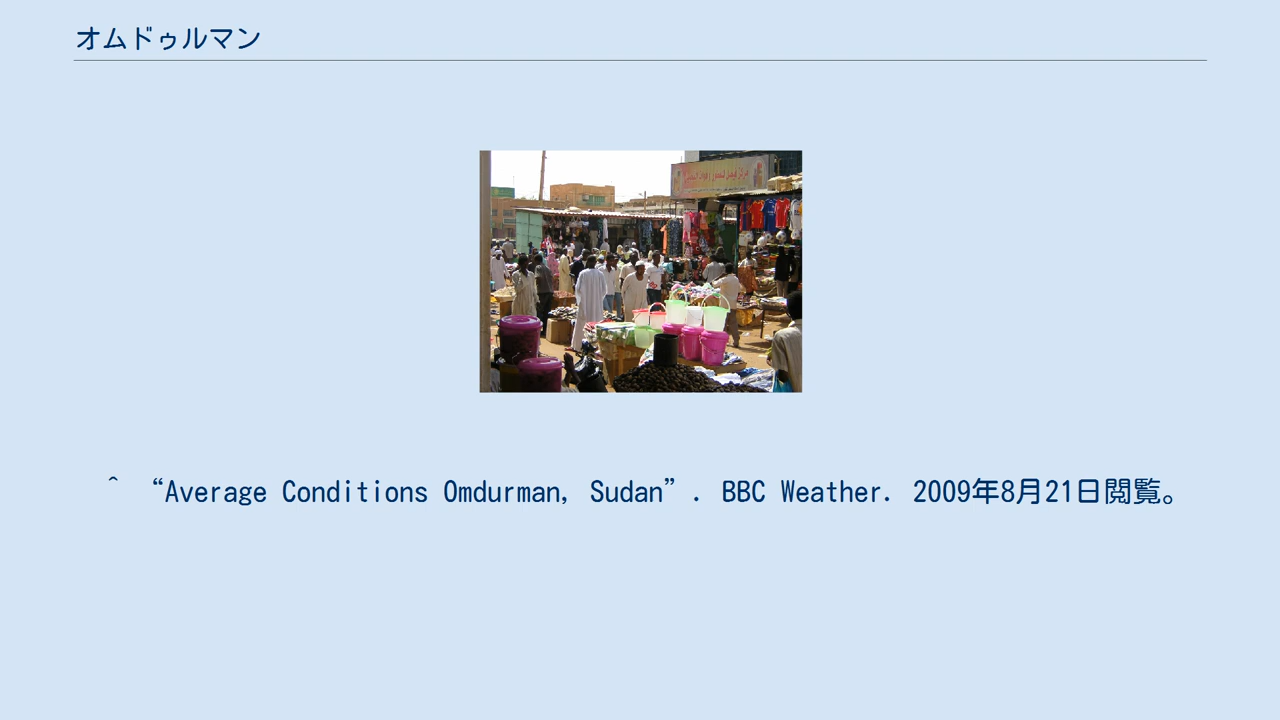 オムドゥルマン
^ “Average Conditions Omdurman, Sudan”. BBC Weather. 2009年8月21日閲覧。